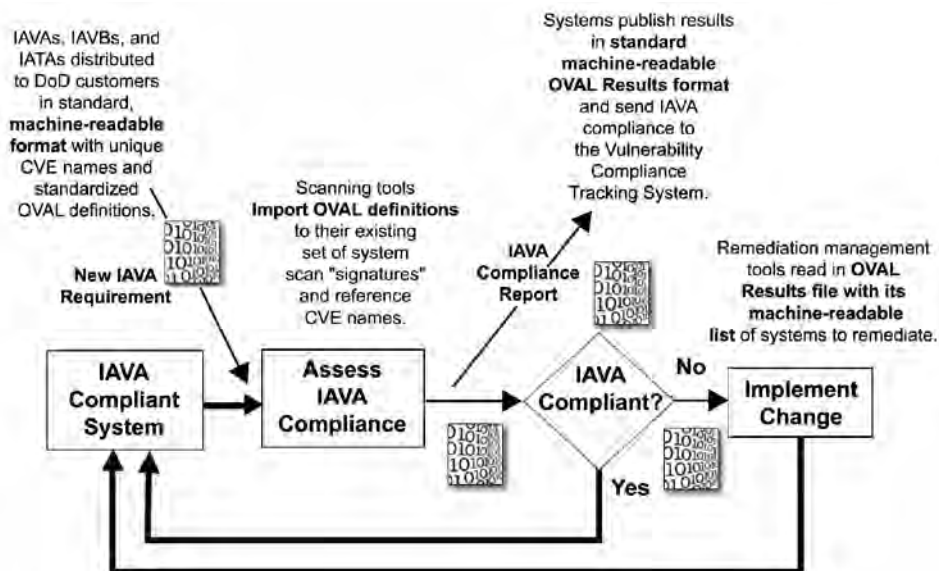 IAVAs, IAVBs, and
IATAs distributed
to DoD customers
in standard,
machine-readable
format with unique
CVE names and
standardized
OVAL definitions.
Systems publish results
in standard
machine-readable
OVAL Results format
and send IAVA
compliance to
the Vulnerability
Compliance
Tracking System.
Scanning tools
Import OVAL definitions
to their existing
set of system
scan "signatures"
and reference
CVE names.
New IAVA
Requirement
IAVA
Compliance
Report
Remediation management
tools read in OVAL
Results file with its
machine-readable
list of systems to remediate.
IAVA
Compliant
System
Assess
IAVA
Compliance
IAVA
Compliant?
No
Implement
Change
Yes